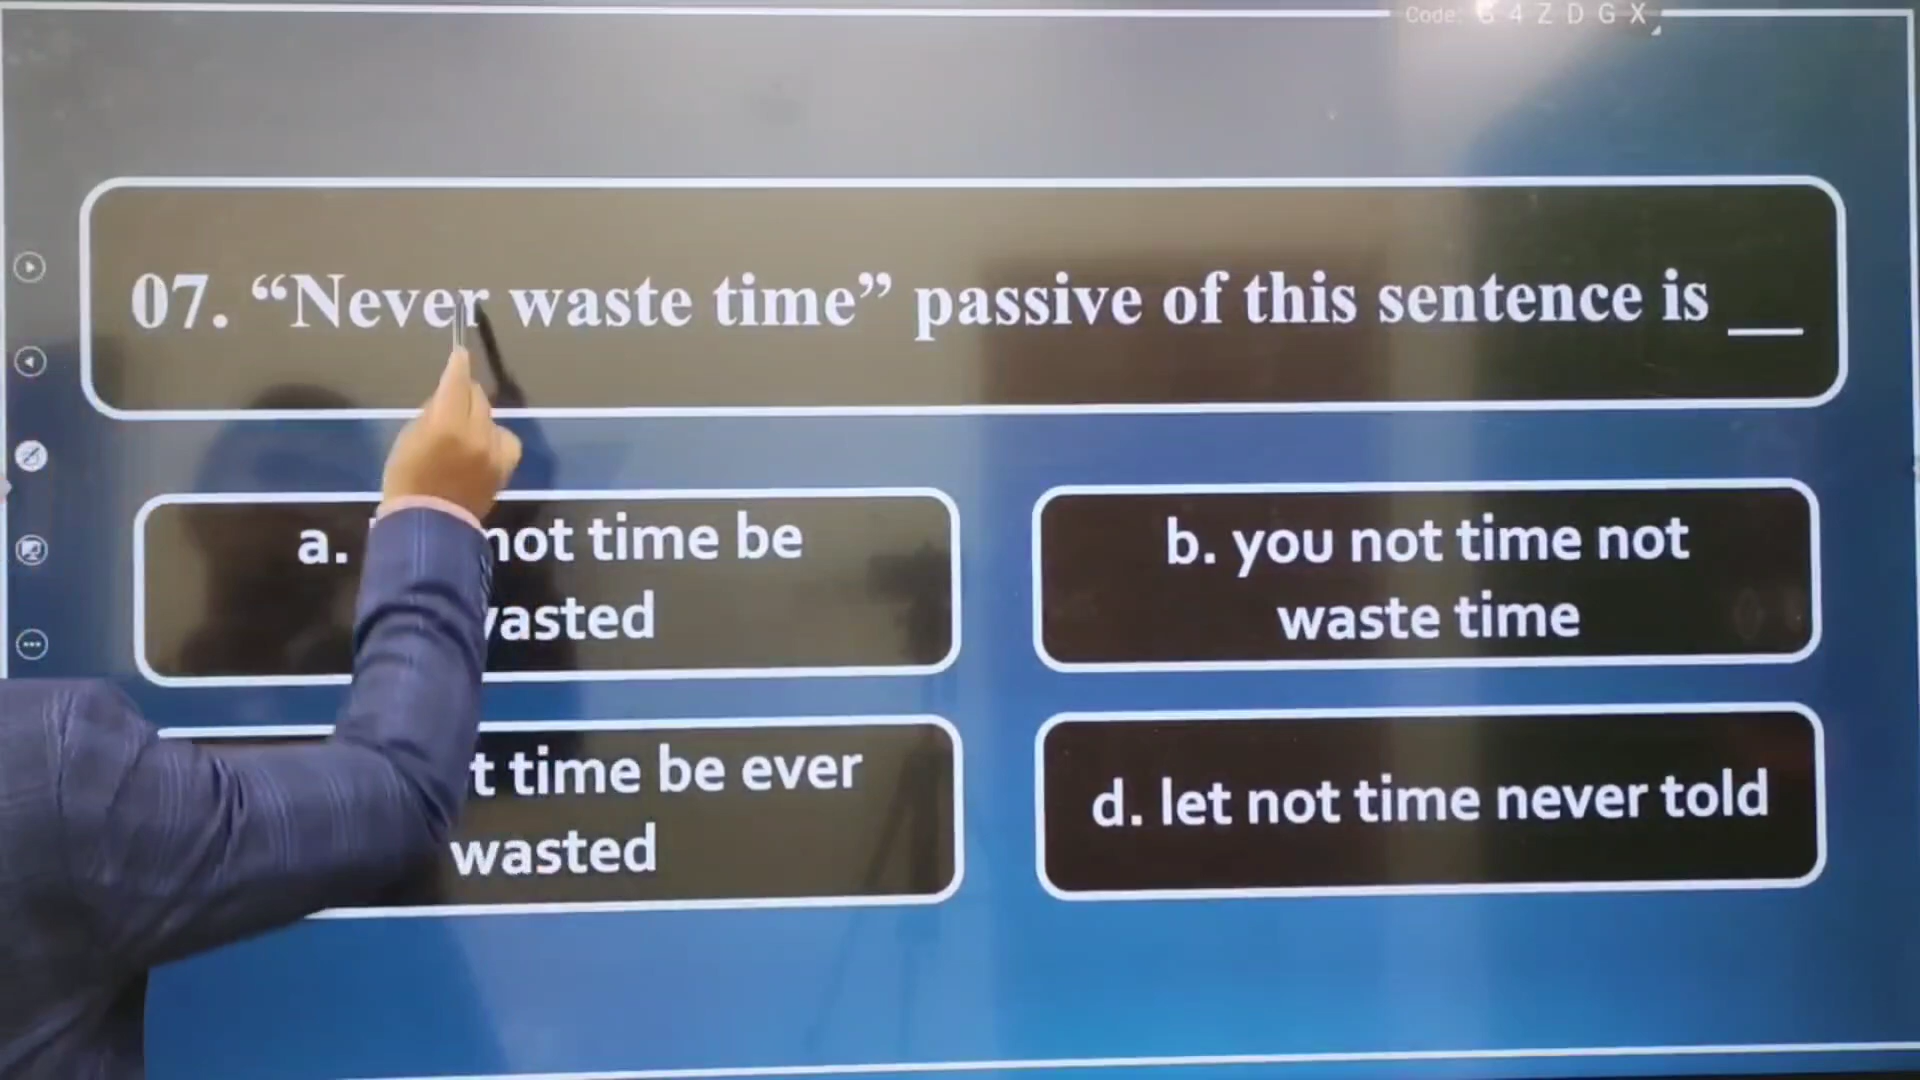 Code: G 4 Z D G X
07. “Never waste time” passive of this sentence is __
a. not time be
wasted
b. you not time not
waste time
time be ever
wasted
d. let not time never told